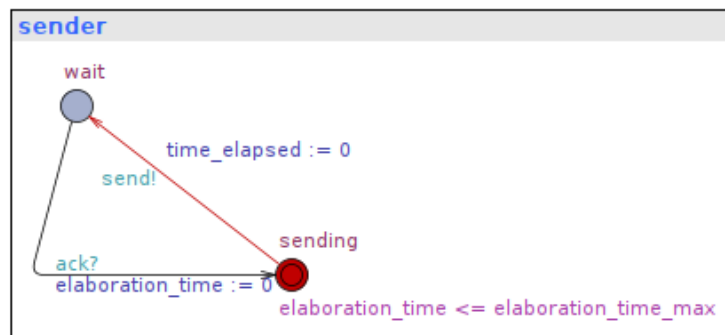 sender
wait
time_elapsed := 0
send!
sending
ack?
elaboration_time := 0
elaboration_time <= elaboration_time_max